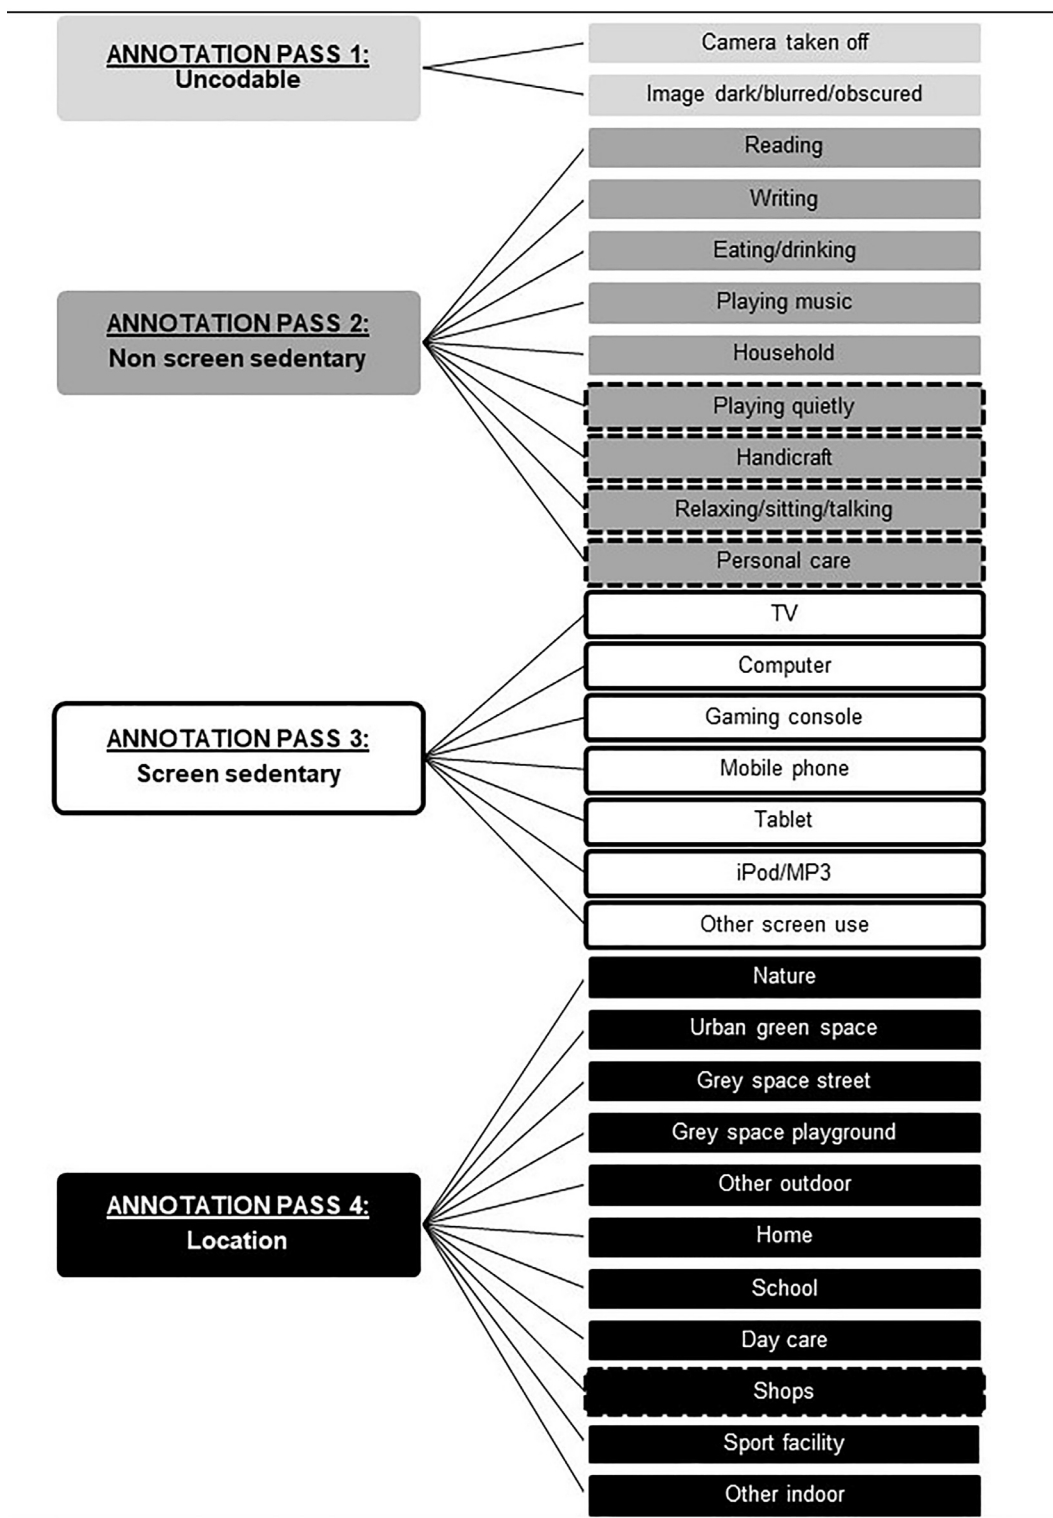 ANNOTATION PASS 1:
Uncodable
Camera taken off
Image dark/blurred/obscured
ANNOTATION PASS 2:
Non screen sedentary
Reading
Writing
Eating/drinking
Playing music
Household
Playing quietly
Handicraft
Relaxing/sitting/talking
Personal care
ANNOTATION PASS 3:
Screen sedentary
TV
Computer
Gaming console
Mobile phone
Tablet
iPod/MP3
Other screen use
ANNOTATION PASS 4:
Location
Nature
Urban green space
Grey space street
Grey space playground
Other outdoor
Home
School
Day care
Shops
Sport facility
Other indoor